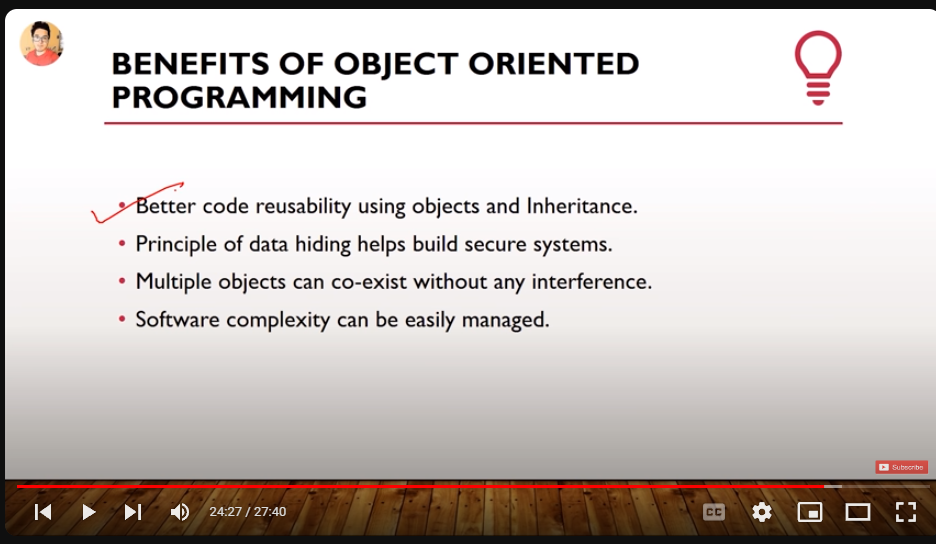 BENEFITS OF OBJECT ORIENTED
PROGRAMMING
• Better code reusability using objects and Inheritance.
• Principle of data hiding helps build secure systems.
• Multiple objects can co-exist without any interference.
• Software complexity can be easily managed.
Subscribe
24:27 / 27:40
CC